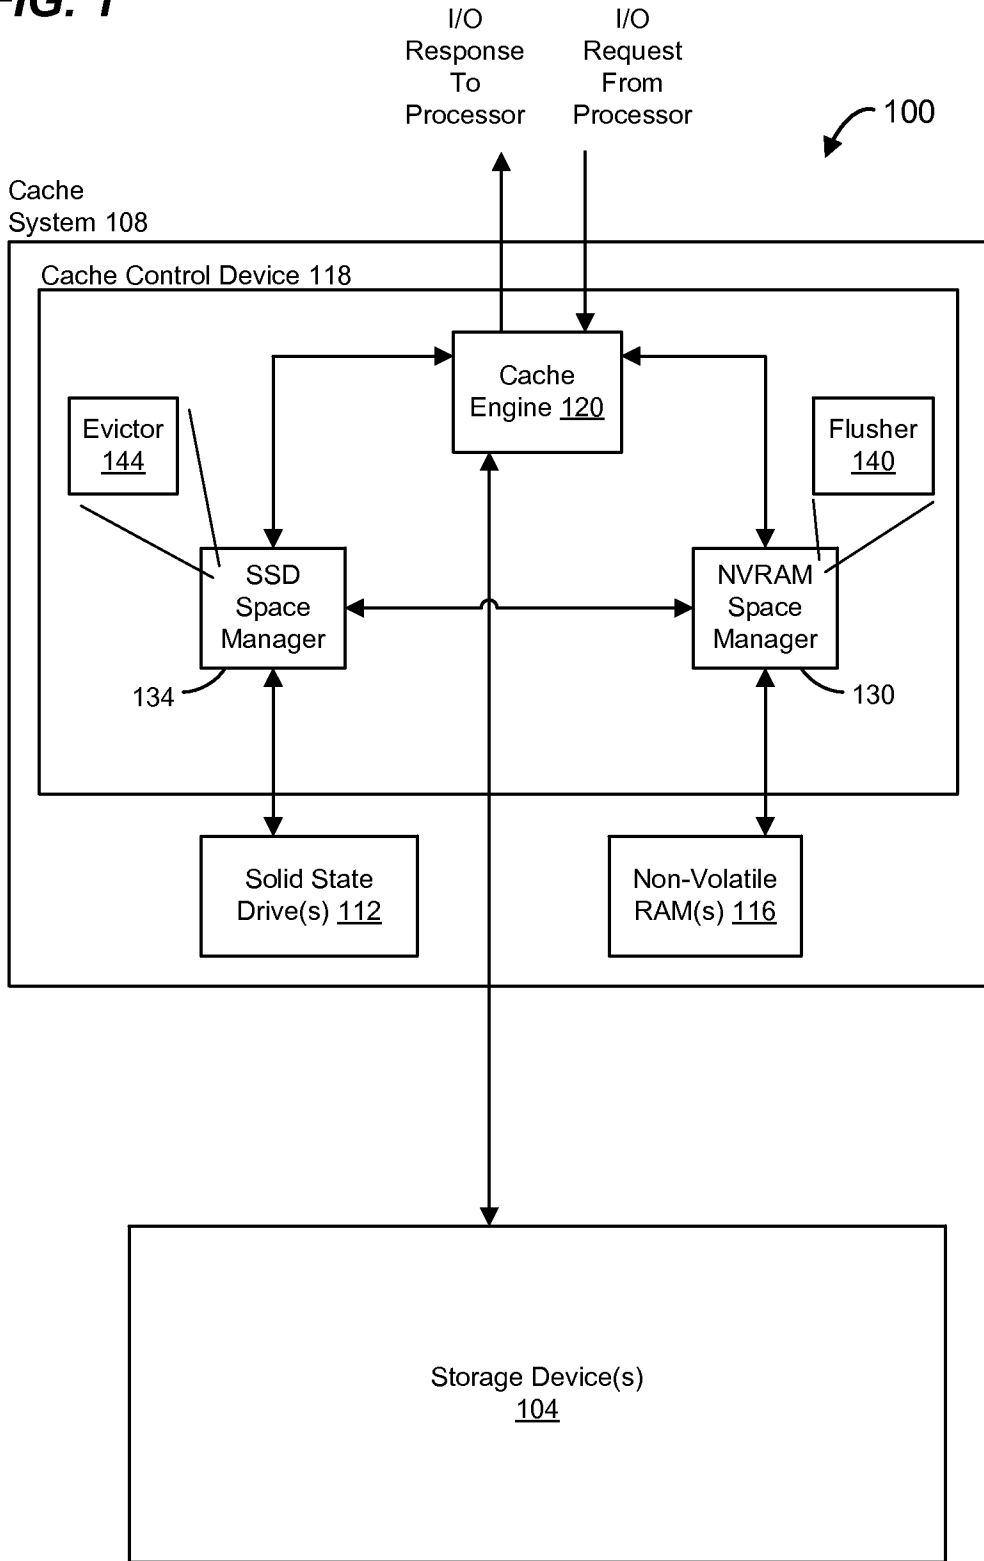 FIG. 1
I/O
Response
To
Processor
I/O
Request
From
Processor
100
Cache
System 108
Cache Control Device 118
Cache
Engine 120
Evictor
144
Flusher
140
SSD
Space
Manager
NVRAM
Space
Manager
134
130
Solid State
Drive(s) 112
Non-Volatile
RAM(s) 116
Storage Device(s)
104